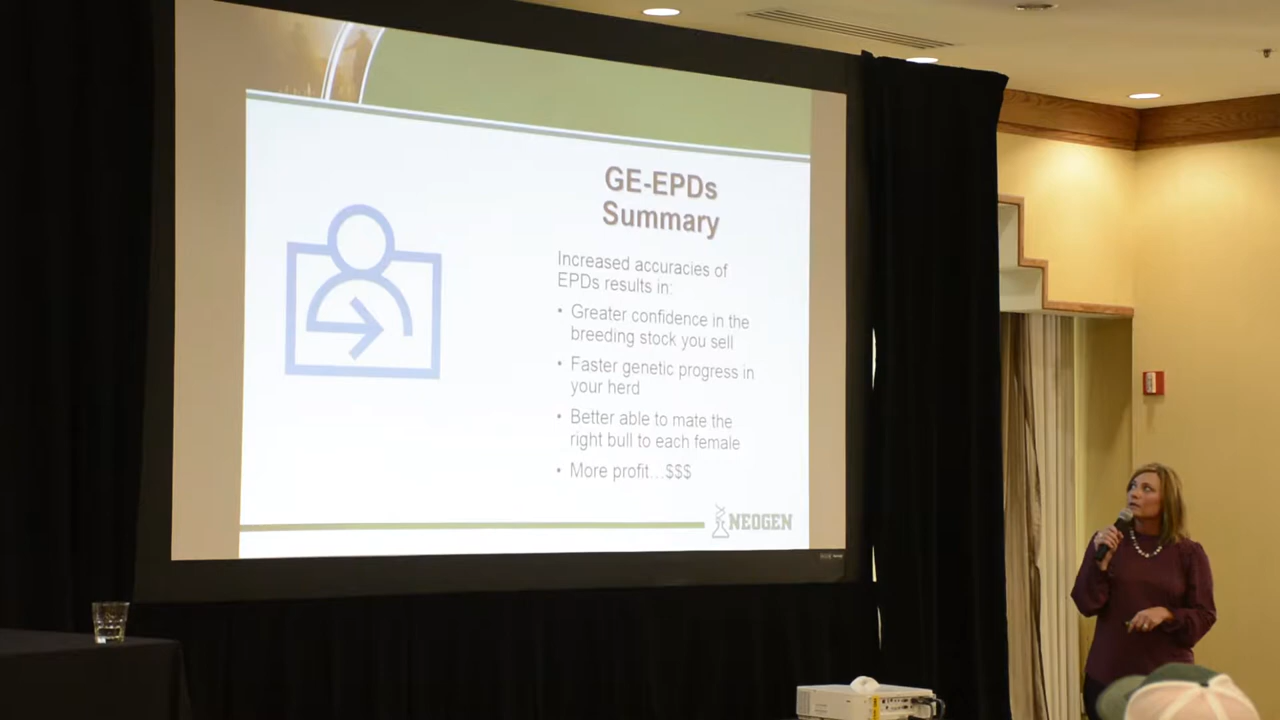 GE-EPDs
Summary
Increased accuracies of
EPDs results in:
• Greater confidence in the
breeding stock you sell
• Faster genetic progress in
your herd
• Better able to mate the
right bull to each female
• More profit…$$$
NEOGEN